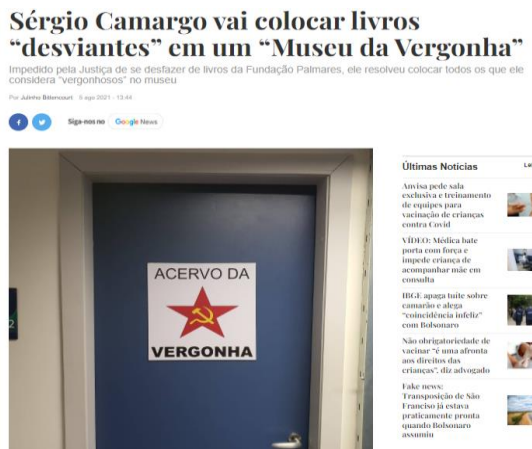 Sérgio Camargo vai colocar livros
“desviantes” em um “Museu da Vergonha”
Impedido pela Justiça de se desfazer de livros da Fundação Palmares, ele resolveu colocar todos os que ele
considera “vergonhosos” no museu
Por Julinho Bittencourt 5 ago 2021 - 13:44
Siga-nos no Google News
ACERVO DA
VERGONHA
2
Últimas Notícias
Anvisa pede sala
exclusiva e treinamento
de equipes para
vacinação de crianças
contra Covid
VÍDEO: Médica bate
porta com força e
impede criança de
acompanhar mãe em
consulta
IBGE apaga tuíte sobre
camarão e alega
“coincidência infeliz”
com Bolsonaro
Não obrigatoriedade de
vacinar “é uma afronta
aos direitos das
crianças”, diz advogado
Fake news:
Transposição de São
Franciso já estava
praticamente pronta
quando Bolsonaro
assumiu